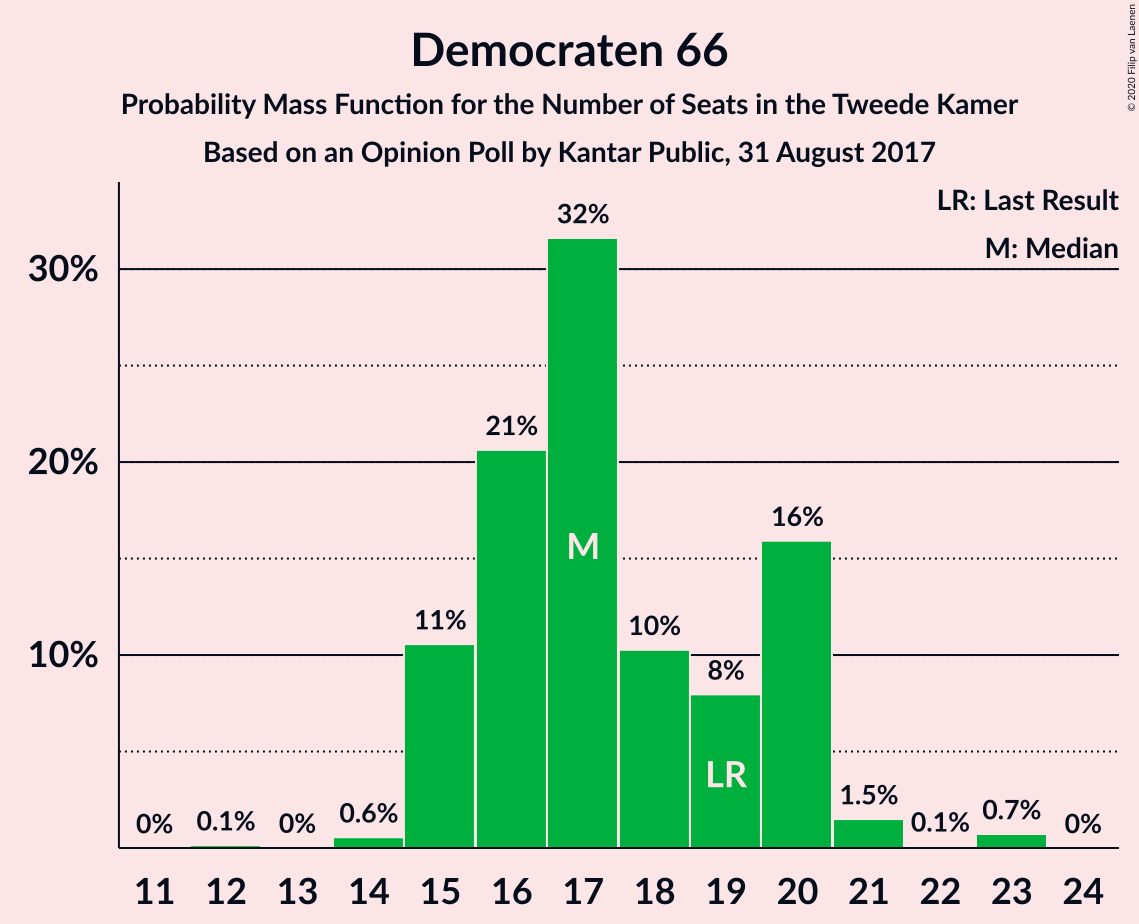 Democraten 66
Probability Mass Function for the Number of Seats in the Tweede Kamer
Based on an Opinion Poll by Kantar Public, 31 August 2017
© 2020 Filip van Laenen
LR: Last Result
M: Median
30%
20%
10%
0%
0.1%
0%
0.6%
11%
21%
32%
10%
8%
16%
1.5%
0.1%
0.7%
0%
M
LR
11 12 13 14 15 16 17 18 19 20 21 22 23 24